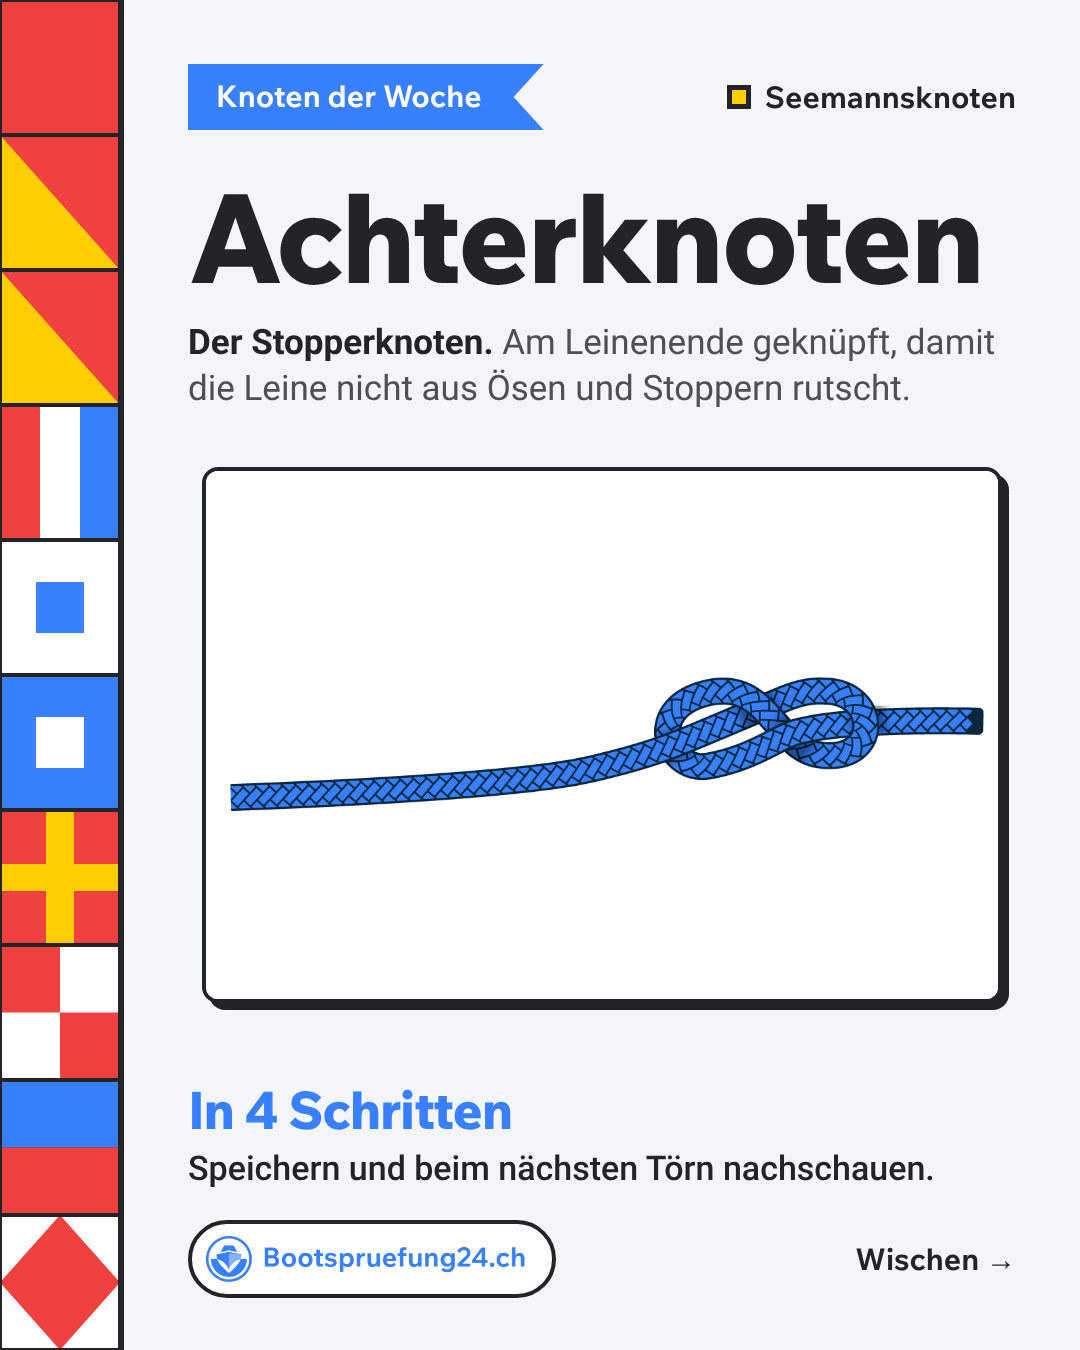 Knoten der Woche
Seemannsknoten
Achterknoten
Der Stopperknoten. Am Leinenende geknüpft, damit
die Leine nicht aus Ösen und Stoppern rutscht.
In 4 Schritten
Speichern und beim nächsten Törn nachschauen.
Bootspruefung24.ch
Wischen →